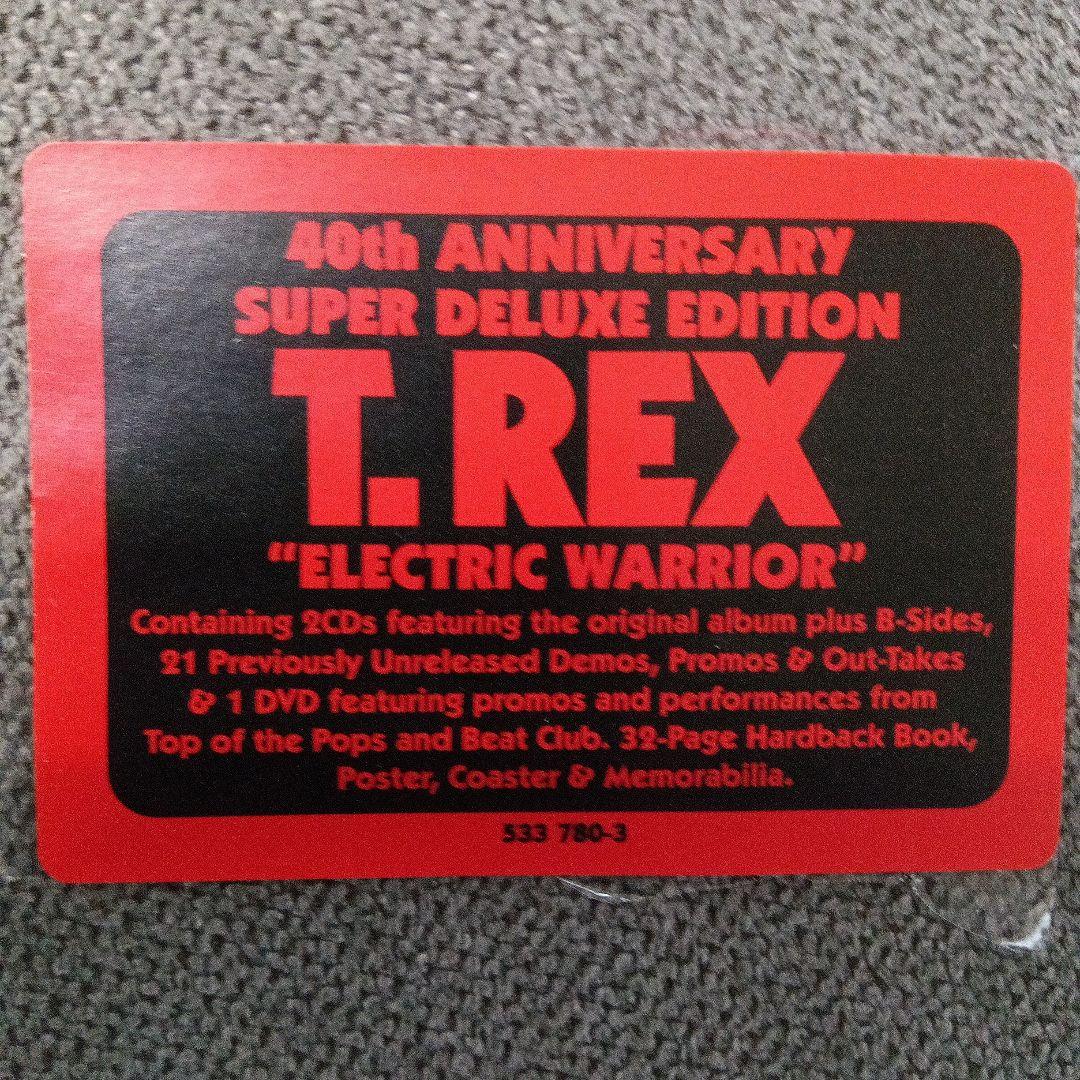 40th ANNIVERSARY
SUPER DELUXE EDITION
T.REX
“ELECTRIC WARRIOR”
Containing 2CDs featuring the original album plus B-Sides,
21 Previously Unreleased Demos, Promos & Out-Takes
& 1 DVD featuring promos and performances from
Top of the Pops and Beat Club. 32-Page Hardback Book,
Poster, Coaster & Memorabilia.
533 780-3